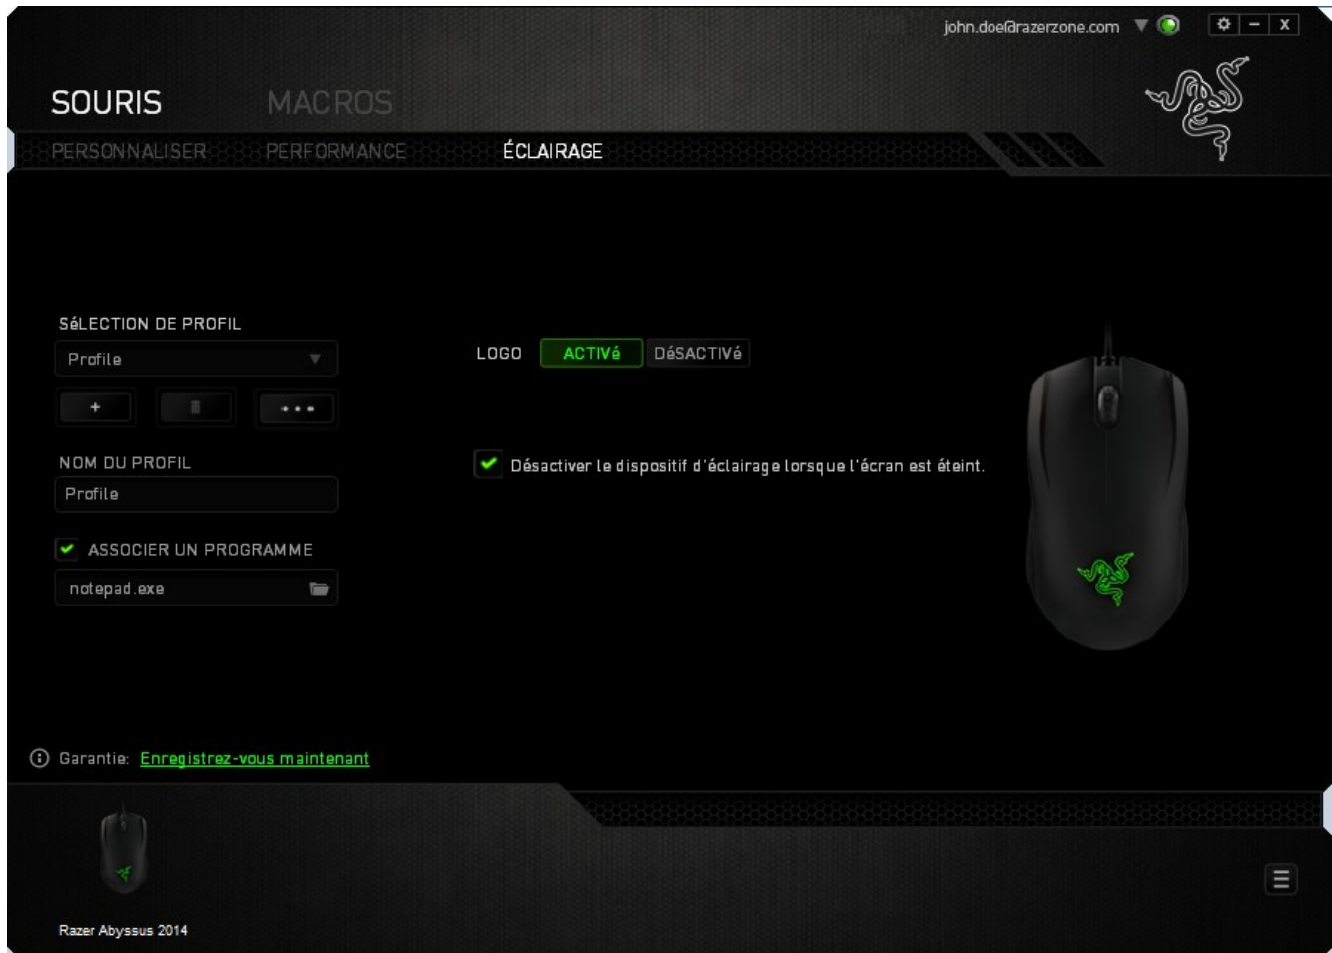 john.doe@razerzone.com
SOURIS MACROS
PERSONNALISER PERFORMANCE ÉCLAIRAGE
SéLECTION DE PROFIL
Profile
+
NOM DU PROFIL
Profile
ASSOCIER UN PROGRAMME
notepad.exe
LOGO ACTIVé DéSACTIVé
Désactiver le dispositif d'éclairage lorsque l'écran est éteint.
Garantie: Enregistrez-vous maintenant
Razer Abyssus 2014